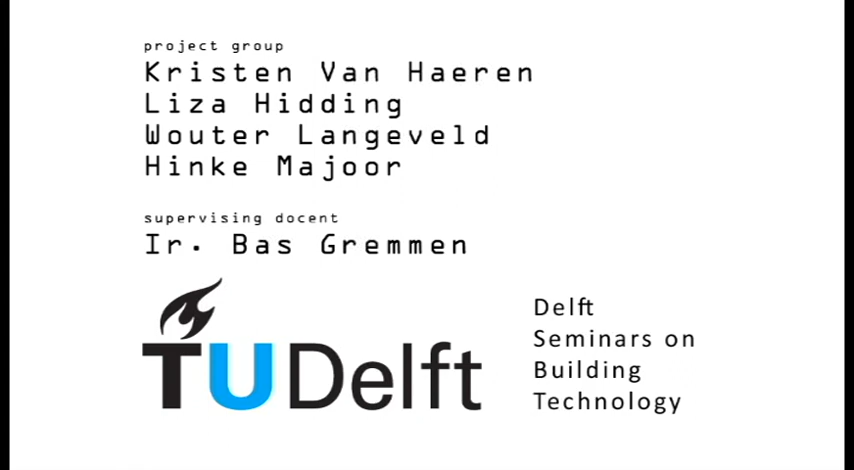 project group
Kristen Van Haeren
Liza Hidding
Wouter Langeveld
Hinke Majoor
supervising docent
Ir. Bas Gremmen
TUDelft
Delft
Seminars on
Building
Technology